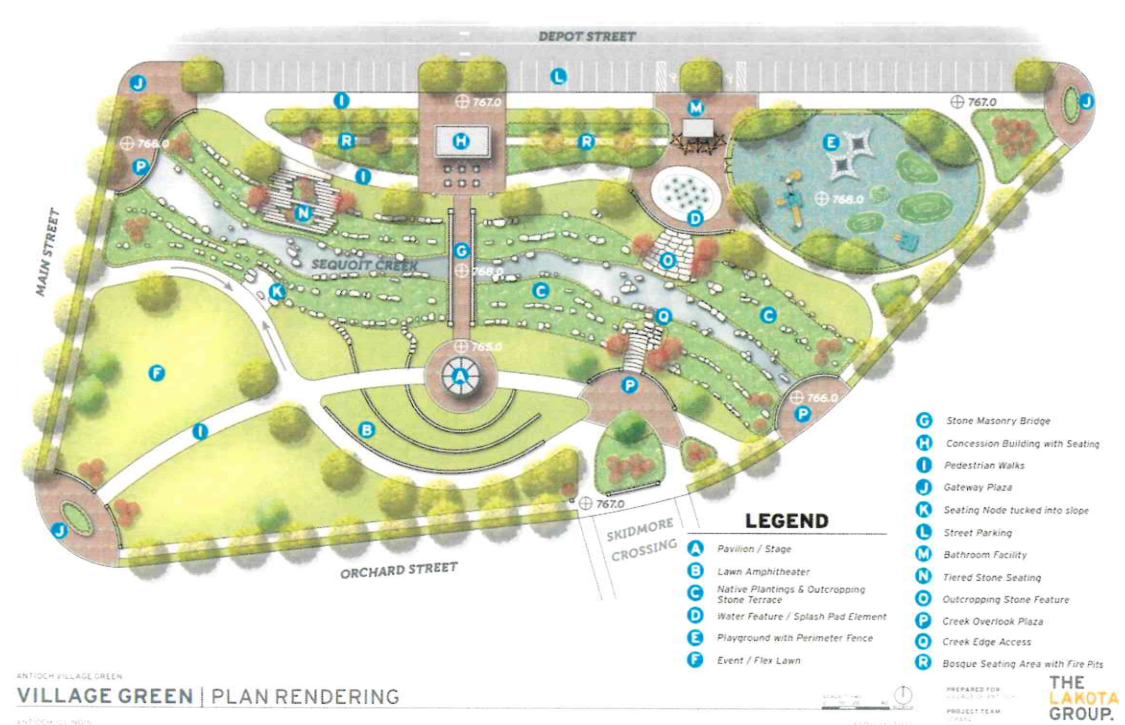 DEPOT STREET
J
L
I
767.0
767.0
J
M
R
H
R
E
766.0
P
I
768.0
N
D
MAIN STREET
G
O
SEQUOIT CREEK
766.0
K
C
Q
C
765.0
F
A
P
766.0
P
I
B
J
767.0
SKIDMORE
CROSSING
ORCHARD STREET
LEGEND
A Pavilion / Stage
B Lawn Amphitheater
C Native Plantings & Outcropping
Stone Terrace
D Water Feature / Splash Pad Element
E Playground with Perimeter Fence
F Event / Flex Lawn
G Stone Masonry Bridge
H Concession Building with Seating
I Pedestrian Walks
J Gateway Plaza
K Seating Node tucked into slope
L Street Parking
M Bathroom Facility
N Tiered Stone Seating
O Outcropping Stone Feature
P Creek Overlook Plaza
Q Creek Edge Access
R Bosque Seating Area with Fire Pits
ANTIOCH VILLAGE GREEN
VILLAGE GREEN | PLAN RENDERING
ANTIOCH, ILLINOIS
PREPARED FOR:
PROJECT TEAM:
THE
LAKOTA
GROUP.